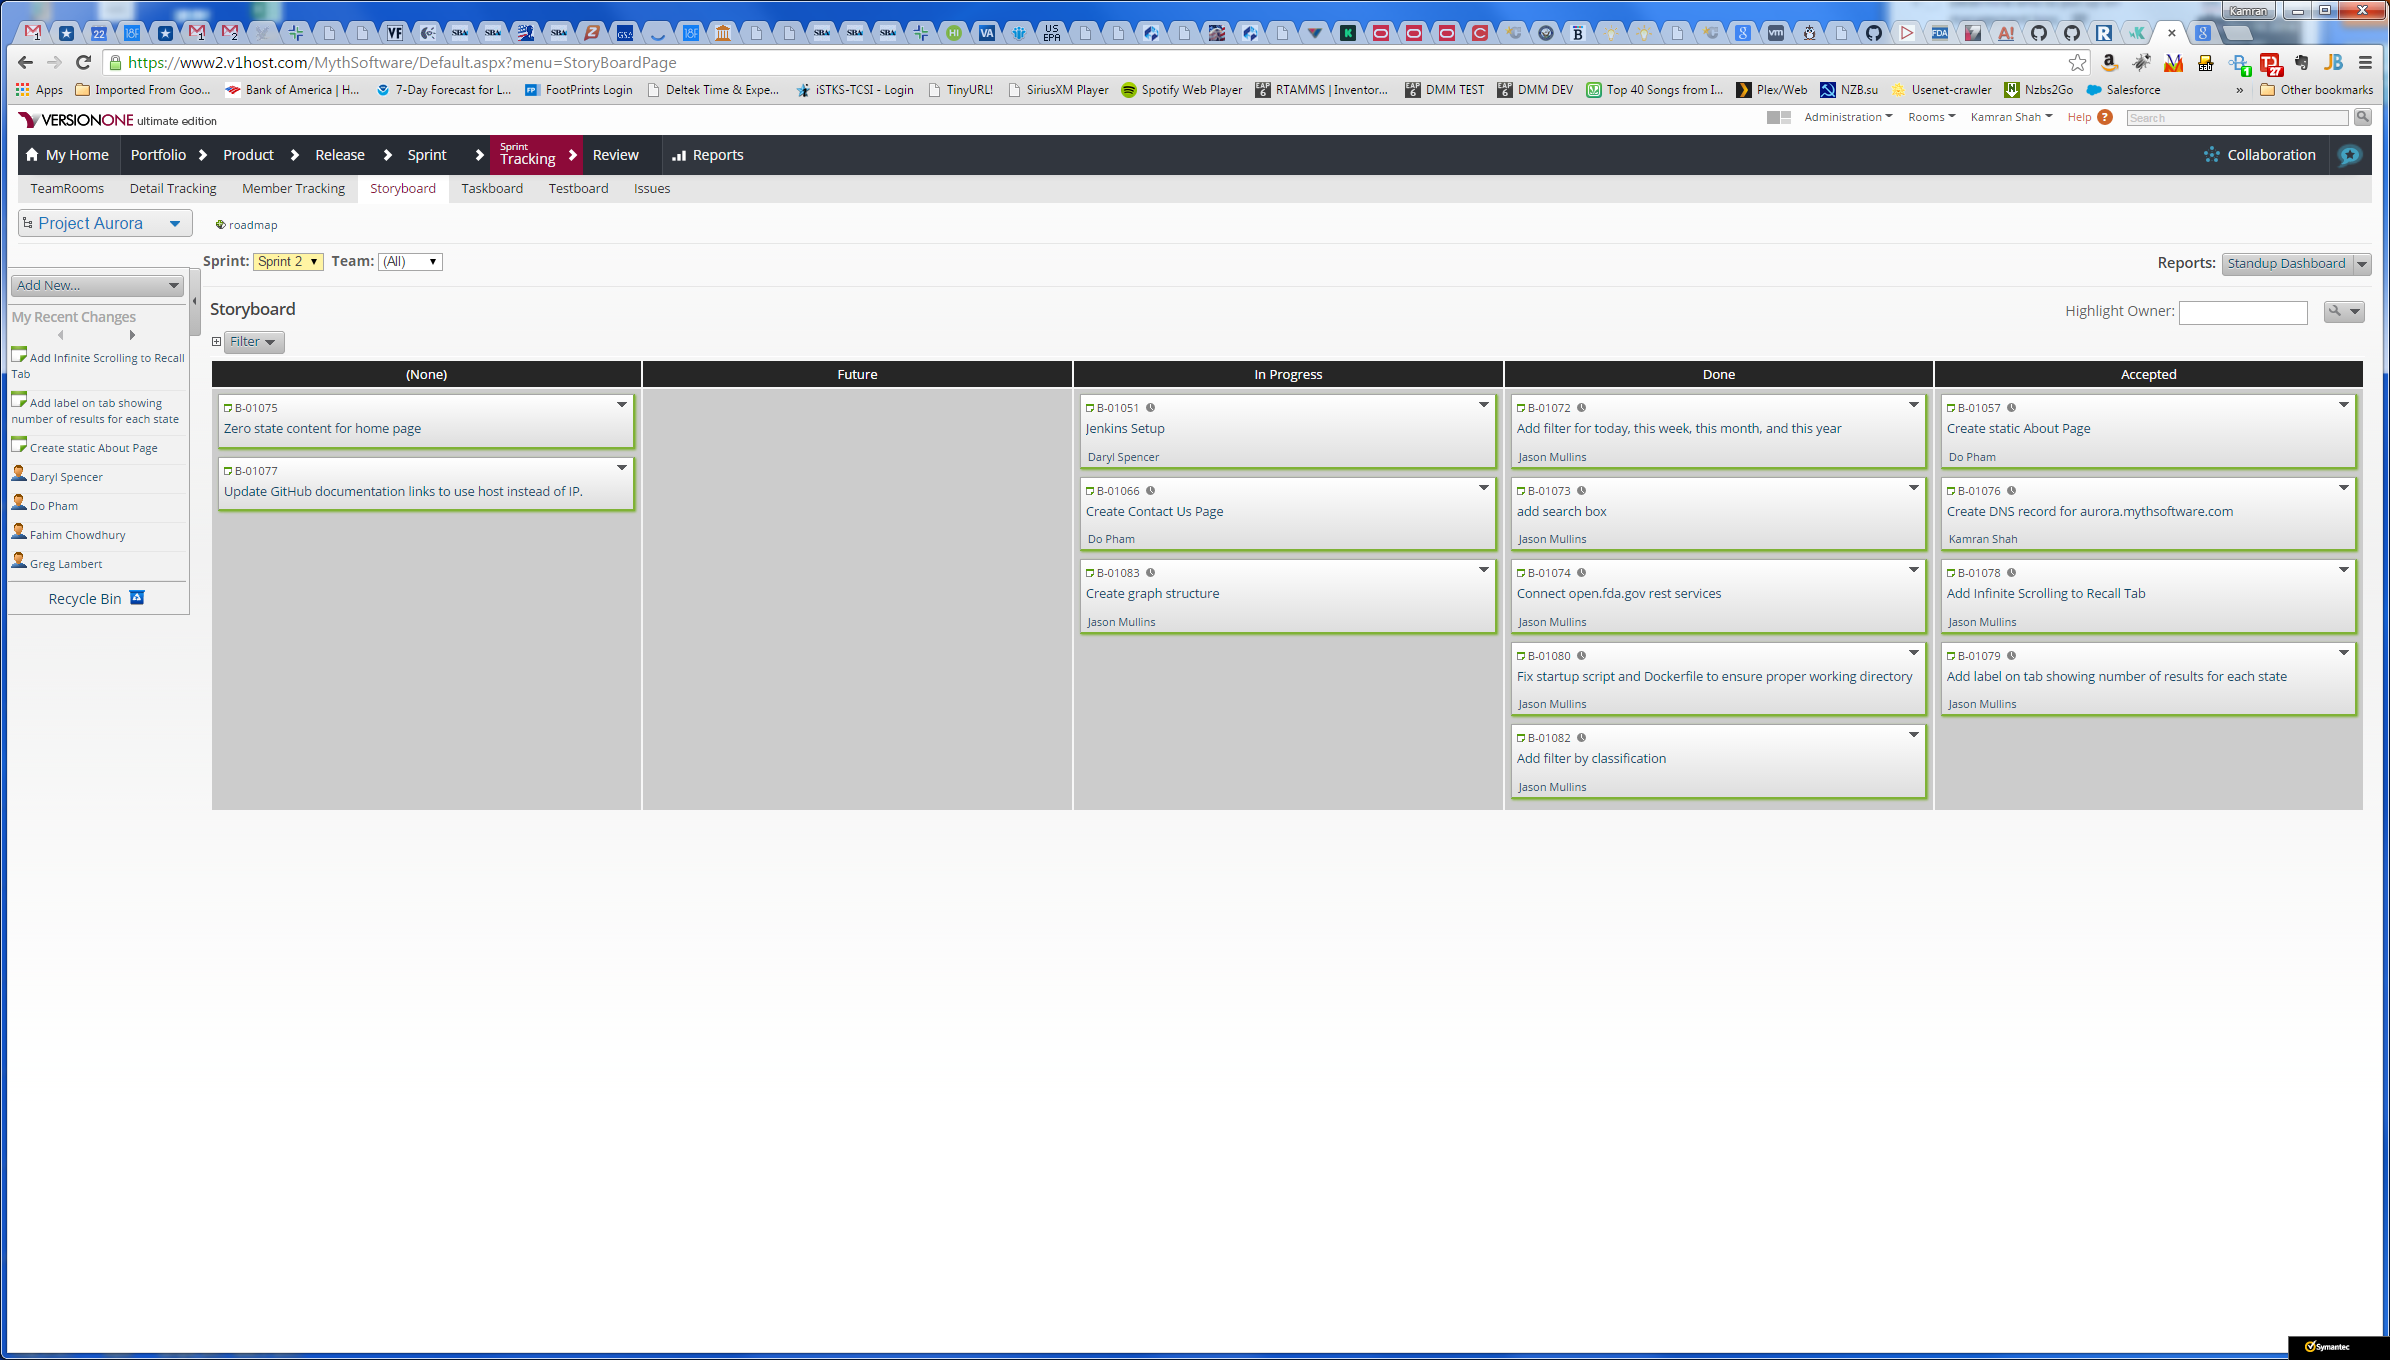 Kamran
https://www2.v1host.com/MythSoftware/Default.aspx?menu=StoryBoardPage
Apps Imported From Goo... Bank of America | H... 7-Day Forecast for L... FootPrints Login Deltek Time & Expe... iSTKS-TCSI - Login TinyURL! SiriusXM Player Spotify Web Player RTAMMS | Inventor... DMM TEST DMM DEV Top 40 Songs from I... Plex/Web NZB.su Usenet-crawler Nzbs2Go Salesforce » Other bookmarks
VERSIONONE ultimate edition
Administration Rooms Kamran Shah Help ? Search
My Home Portfolio Product Release Sprint Sprint Tracking Review Reports Collaboration
TeamRooms Detail Tracking Member Tracking Storyboard Taskboard Testboard Issues
Project Aurora roadmap
Sprint: Sprint 2 Team: (All)
Reports: Standup Dashboard
Add New...
My Recent Changes
Add Infinite Scrolling to Recall
Tab
Add label on tab showing
number of results for each state
Create static About Page
Daryl Spencer
Do Pham
Fahim Chowdhury
Greg Lambert
Recycle Bin
Storyboard
Highlight Owner:
Filter
(None)
B-01075
Zero state content for home page
B-01077
Update GitHub documentation links to use host instead of IP.
Future
In Progress
B-01051
Jenkins Setup
Daryl Spencer
B-01066
Create Contact Us Page
Do Pham
B-01083
Create graph structure
Jason Mullins
Done
B-01072
Add filter for today, this week, this month, and this year
Jason Mullins
B-01073
add search box
Jason Mullins
B-01074
Connect open.fda.gov rest services
Jason Mullins
B-01080
Fix startup script and Dockerfile to ensure proper working directory
Jason Mullins
B-01082
Add filter by classification
Jason Mullins
Accepted
B-01057
Create static About Page
Do Pham
B-01076
Create DNS record for aurora.mythsoftware.com
Kamran Shah
B-01078
Add Infinite Scrolling to Recall Tab
Jason Mullins
B-01079
Add label on tab showing number of results for each state
Jason Mullins
Symantec